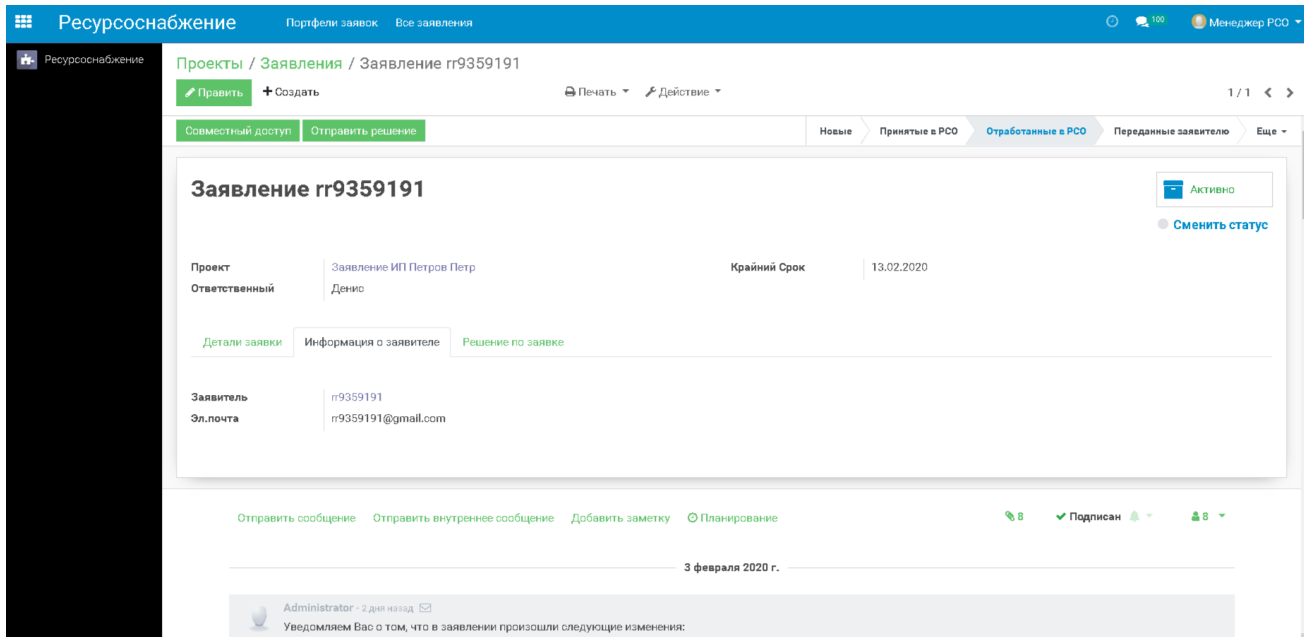 Ресурсоснабжение Портфели заявок Все заявления 100 Менеджер РСО
Ресурсоснабжение
Проекты / Заявления / Заявление rr9359191
Править Создать Печать Действие 1 / 1
Совместный доступ Отправить решение Новые Принятые в РСО Отработанные в РСО Переданные заявителю Еще
Заявление rr9359191
Активно
Сменить статус
Проект Заявление ИП Петров Петр Крайний Срок 13.02.2020
Ответственный Денис
Детали заявки Информация о заявителе Решение по заявке
Заявитель rr9359191
Эл.почта rr9359191@gmail.com
Отправить сообщение Отправить внутреннее сообщение Добавить заметку Планирование 8 Подписан 8
3 февраля 2020 г.
Administrator - 2 дня назад
Уведомляем Вас о том, что в заявлении произошли следующие изменения: